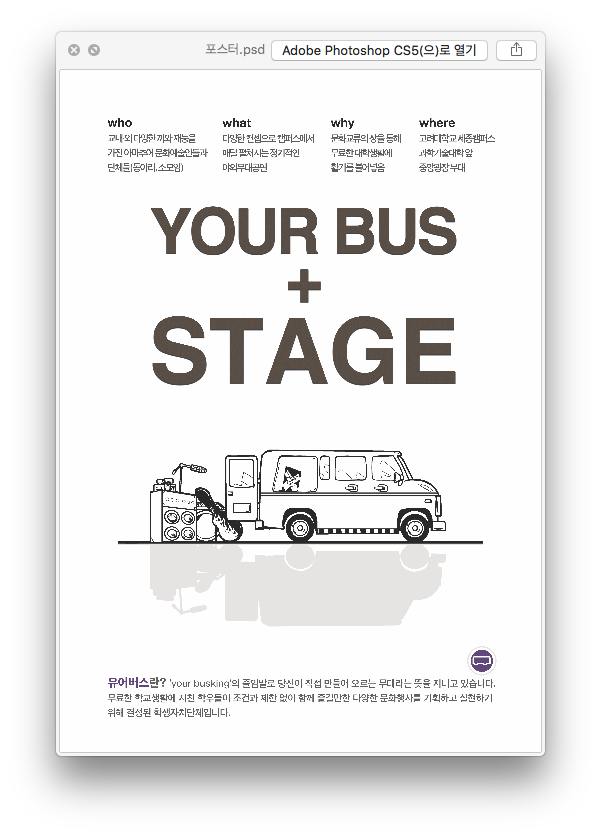 포스터.psd
Adobe Photoshop CS5(으)로 열기
who
교내·외 다양한 끼와 재능을
가진 아마추어 문화예술인들과
단체들(동아리, 소모임)
what
다양한 컨셉으로 캠퍼스에서
매달 펼쳐지는 정기적인
야외무대공연
why
문화교류의 장을 통해
무료한 대학생활에
활기를 불어넣음
where
고려대학교 세종캠퍼스
과학기술대학 앞
중앙광장 무대
YOUR BUS
+
STAGE
유어버스란? 'your busking'의 줄임말로 당신이 직접 만들어 오르는 무대라는 뜻을 지니고 있습니다.
무료한 학교생활에 지친 학우들이 조건과 제한 없이 함께 즐길만한 다양한 문화행사를 기획하고 실현하기
위해 결성된 학생자치단체입니다.